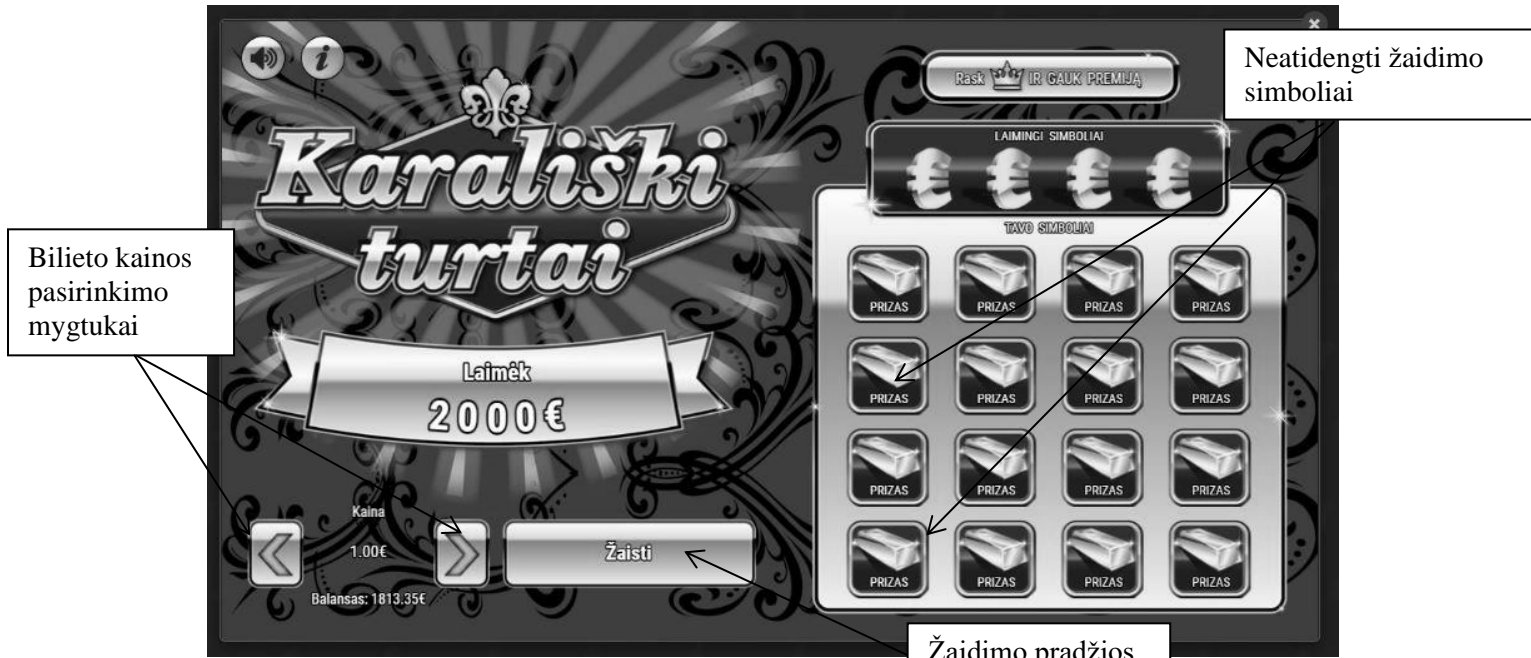 Rask IR GAUK PREMIJĄ
Neatidengti žaidimo
simboliai
LAIMINGI SIMBOLIAI
€ € € €
Karališki
turtai
TAVO SIMBOLIAI
Bilieto kainos
pasirinkimo
mygtukai
PRIZAS PRIZAS PRIZAS PRIZAS
Laimėk
2000€
PRIZAS PRIZAS PRIZAS PRIZAS
PRIZAS PRIZAS PRIZAS PRIZAS
Kaina
1.00€
Žaisti
PRIZAS PRIZAS PRIZAS PRIZAS
Balansas: 1813.35€
Žaidimo pradžios